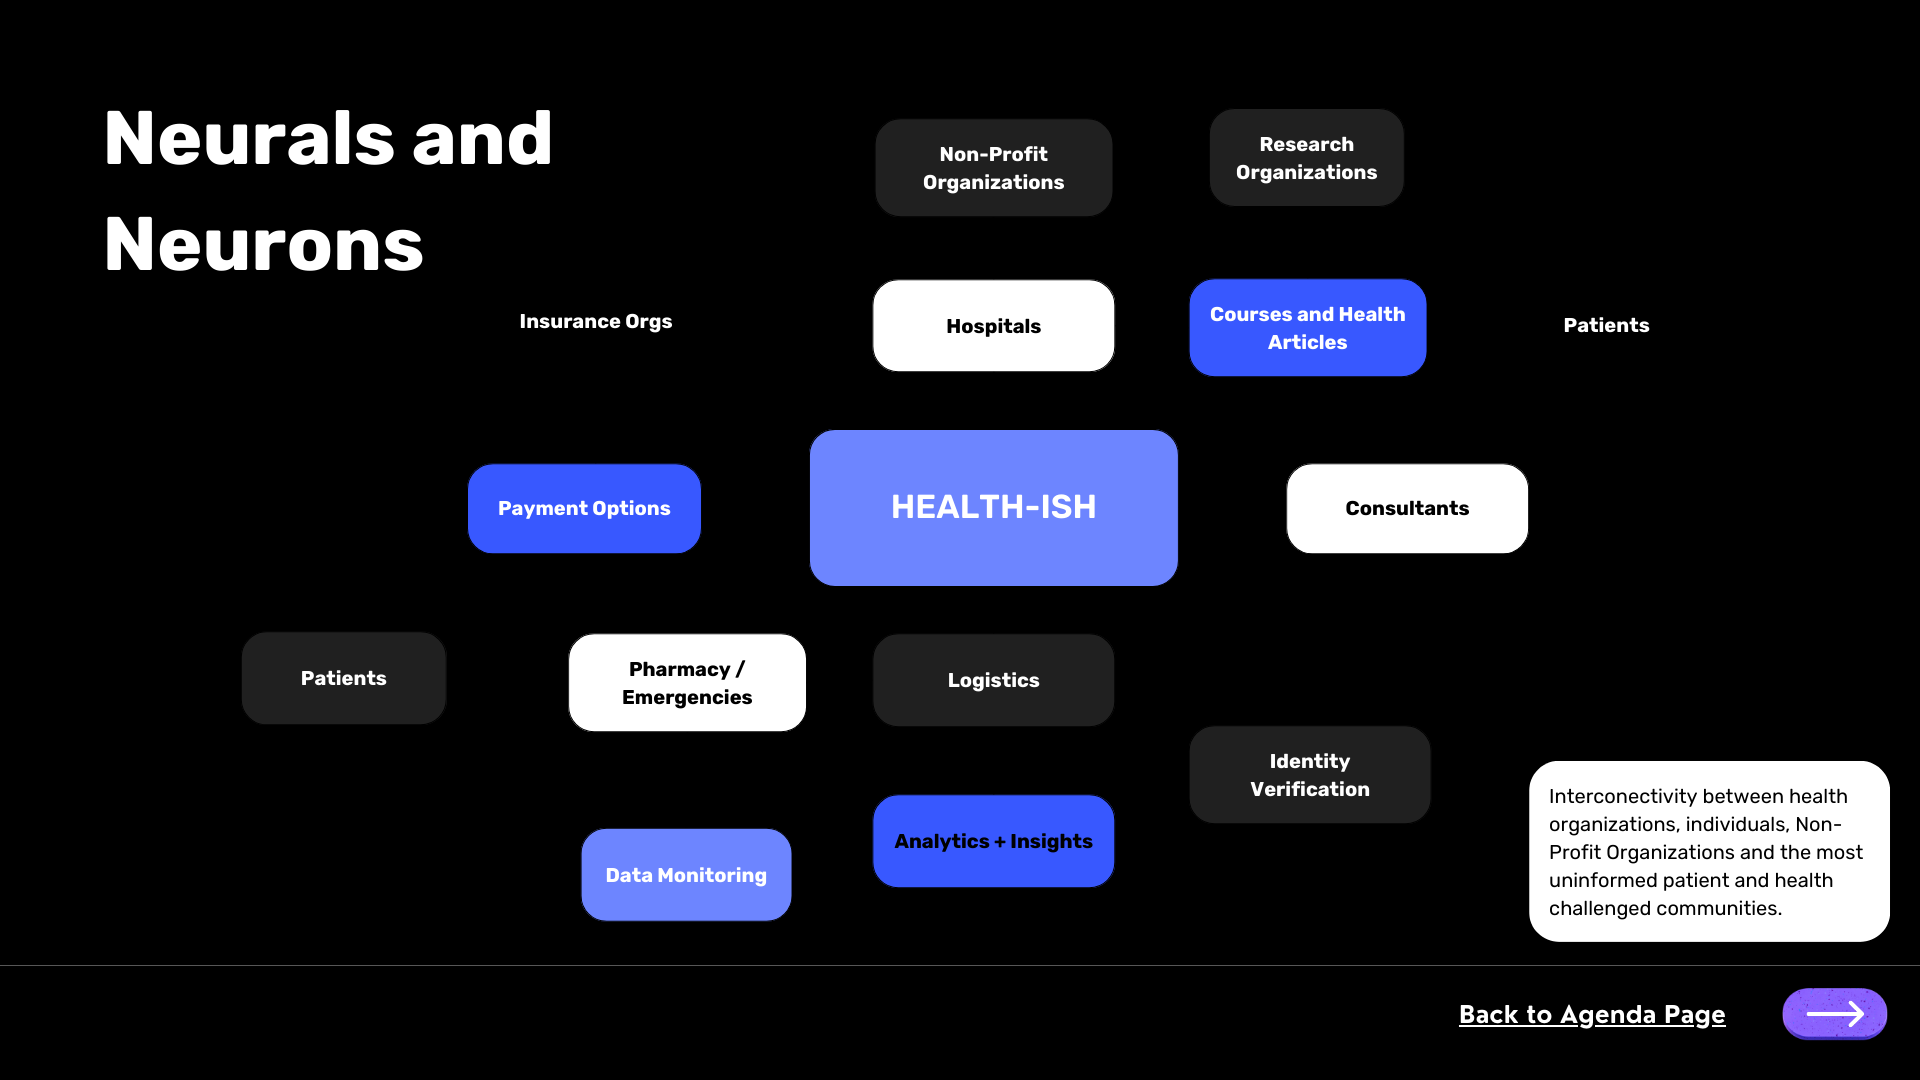 Neurals and
Neurons
Non-Profit
Organizations
Research
Organizations
Insurance Orgs
Hospitals
Courses and Health
Articles
Patients
Payment Options
HEALTH-ISH
Consultants
Patients
Pharmacy /
Emergencies
Logistics
Identity
Verification
Data Monitoring
Analytics + Insights
Interconectivity between health
organizations, individuals, Non-
Profit Organizations and the most
uninformed patient and health
challenged communities.
Back to Agenda Page